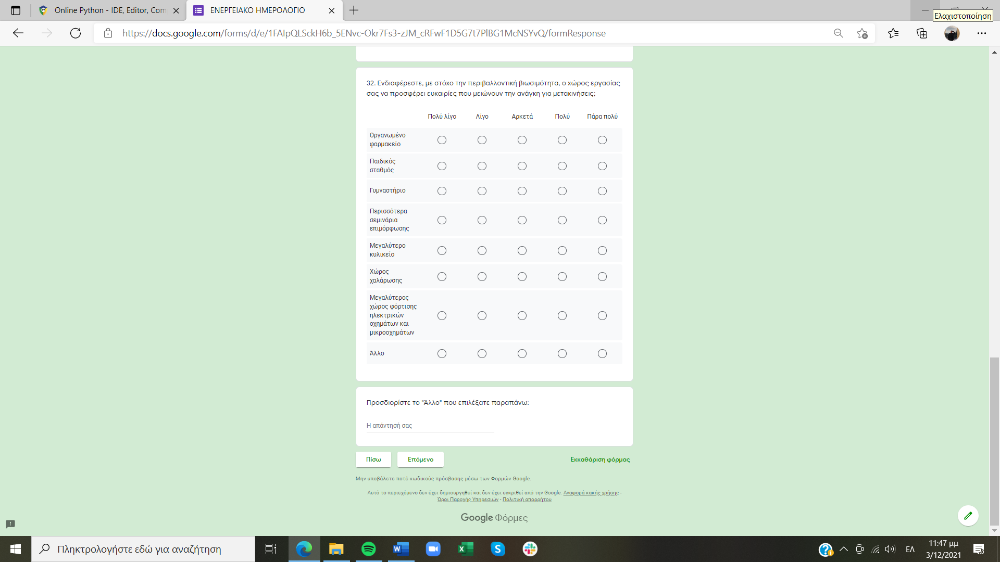 Online Python - IDE, Editor, Com
ΕΝΕΡΓΕΙΑΚΟ ΗΜΕΡΟΛΟΓΙΟ
Ελαχιστοποίηση
https://docs.google.com/forms/d/e/1FAIpQLSckH6b_5ENvc-Okr7Fs3-zJM_cRFwF1D5G7t7PlBG1McNSYvQ/formResponse
32. Ενδιαφέρεστε, με στόχο την περιβαλλοντική βιωσιμότητα, ο χώρος εργασίας
σας να προσφέρει ευκαιρίες που μειώνουν την ανάγκη για μετακινήσεις;
Πολύ λίγο Λίγο Αρκετά Πολύ Πάρα πολύ
Οργανωμένο
φαρμακείο
Παιδικός
σταθμός
Γυμναστήριο
Περισσότερα
σεμινάρια
επιμόρφωσης
Μεγαλύτερο
κυλικείο
Χώρος
χαλάρωσης
Μεγαλύτερος
χώρος φόρτισης
ηλεκτρικών
οχημάτων και
μικροοχημάτων
Άλλο
Προσδιορίστε το "Άλλο" που επιλέξατε παραπάνω:
Η απάντησή σας
Πίσω Επόμενο Εκκαθάριση φόρμας
Μην υποβάλετε ποτέ κωδικούς πρόσβασης μέσω των Φορμών Google.
Αυτό το περιεχόμενο δεν έχει δημιουργηθεί και δεν έχει εγκριθεί από την Google. Αναφορά κακής χρήσης -
Όροι Παροχής Υπηρεσιών - Πολιτική απορρήτου
Google Φόρμες
Πληκτρολογήστε εδώ για αναζήτηση
ΕΛ
11:47 μμ
3/12/2021